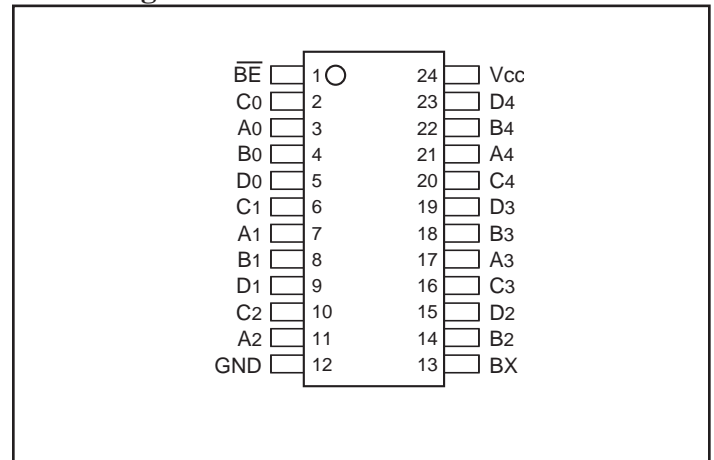 B̅E̅ 1 24 Vcc
C0 2 23 D4
A0 3 22 B4
B0 4 21 A4
D0 5 20 C4
C1 6 19 D3
A1 7 18 B3
B1 8 17 A3
D1 9 16 C3
C2 10 15 D2
A2 11 14 B2
GND 12 13 BX